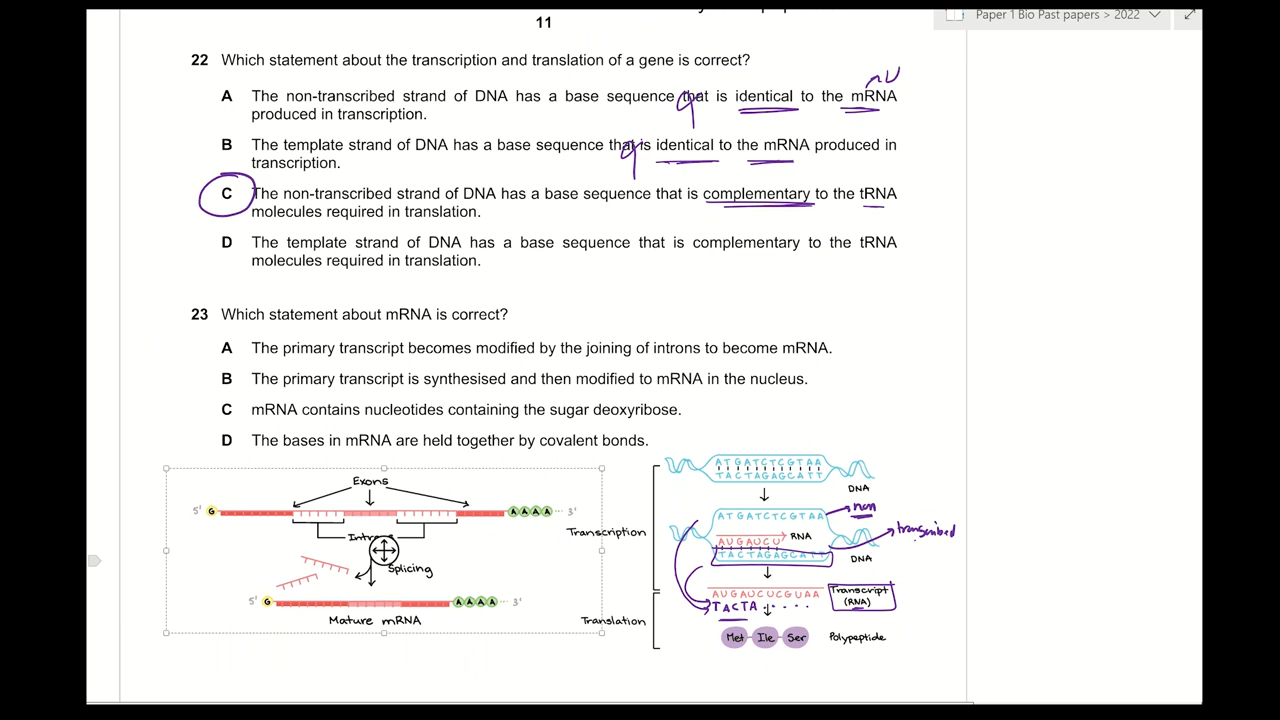 Paper 1 Bio Past papers > 2022
11
22 Which statement about the transcription and translation of a gene is correct?
A The non-transcribed strand of DNA has a base sequence that is identical to the mRNA
produced in transcription.
B The template strand of DNA has a base sequence that is identical to the mRNA produced in
transcription.
C The non-transcribed strand of DNA has a base sequence that is complementary to the tRNA
molecules required in translation.
D The template strand of DNA has a base sequence that is complementary to the tRNA
molecules required in translation.
23 Which statement about mRNA is correct?
A The primary transcript becomes modified by the joining of introns to become mRNA.
B The primary transcript is synthesised and then modified to mRNA in the nucleus.
C mRNA contains nucleotides containing the sugar deoxyribose.
D The bases in mRNA are held together by covalent bonds.
Exons
5' G A A A A 3'
Splicing
5' G A A A A 3'
Mature mRNA
ATGATCTCGTAA
TACTAGAGCATT
DNA
ATGATCTCGTAA
non
Transcription
AUGAUCU RNA
transcribed
TACTAGAGCATT
DNA
AUGAUCUCGUAA
Transcript
(RNA)
TACTA
Translation
Met Ile Ser Polypeptide